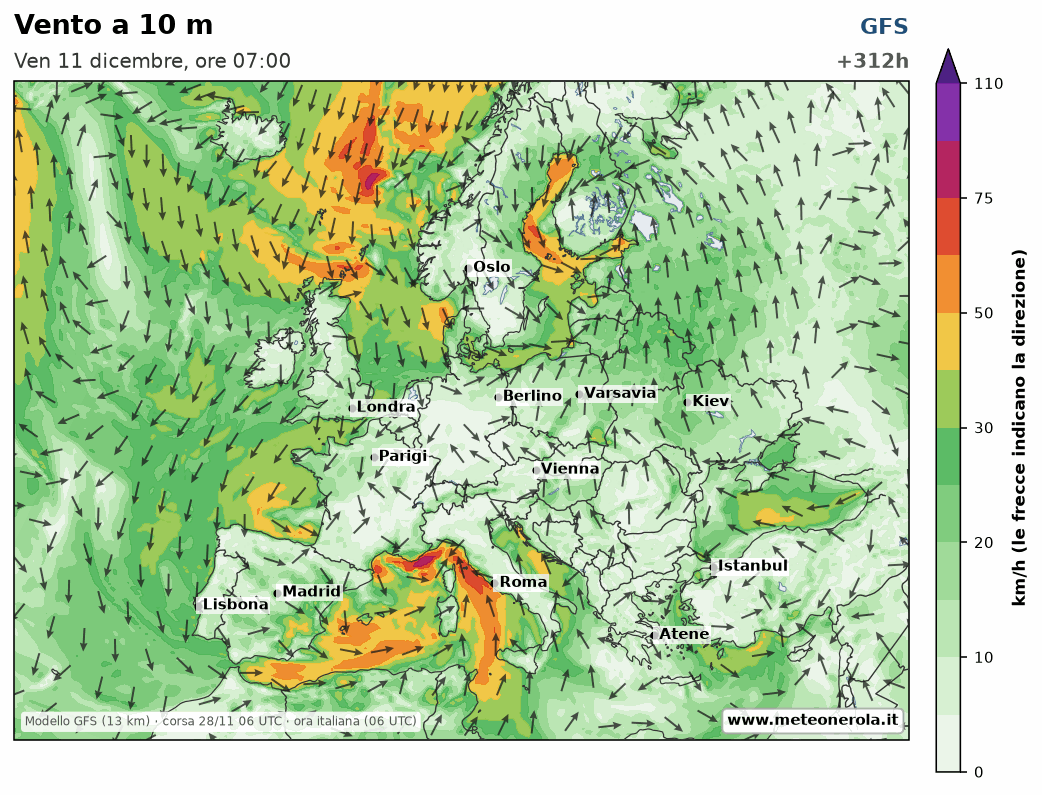 Vento a 10 m
GFS
Ven 11 dicembre, ore 07:00
+312h
110
75
50
30
20
10
0
km/h (le frecce indicano la direzione)
Oslo
Berlino
Varsavia
Kiev
Londra
Parigi
Vienna
Istanbul
Roma
Madrid
Lisbona
Atene
Modello GFS (13 km) · corsa 28/11 06 UTC · ora italiana (06 UTC)
www.meteonerola.it